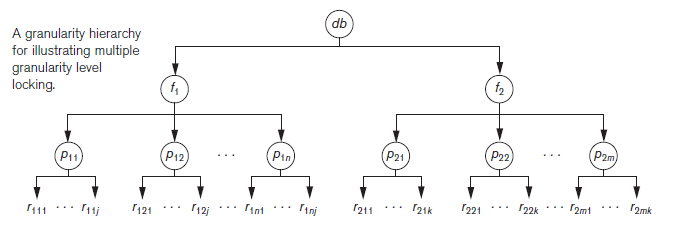 db
A granularity hierarchy
for illustrating multiple
granularity level
locking.
f1 f2
p11 p12 ... p1n p21 p22 ... p2m
r111 ... r11j r121 ... r12j ... r1n1 ... r1nj r211 ... r21k r221 ... r22k ... r2m1 ... r2mk